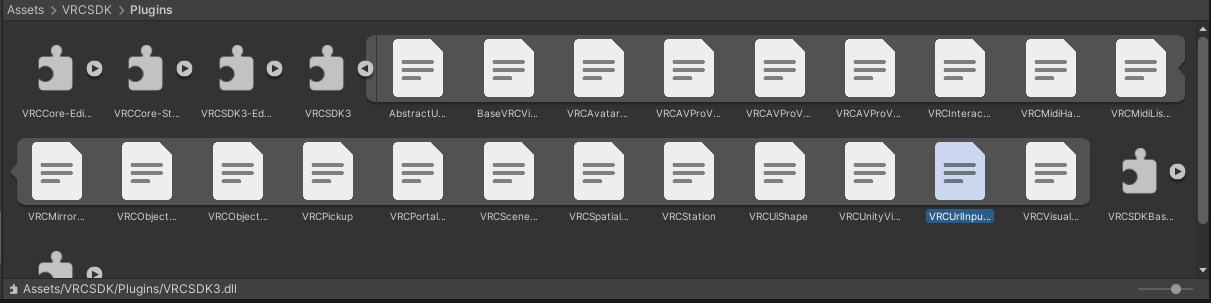 Assets > VRCSDK > Plugins
VRCCore-Edi... VRCCore-St... VRCSDK3-Ed... VRCSDK3 AbstractU... BaseVRCVi... VRCAvatar... VRCAVProV... VRCAVProV... VRCAVProV... VRCInterac... VRCMidiHa... VRCMidiLis...
VRCMirror... VRCObject... VRCObject... VRCPickup VRCPortal... VRCScene... VRCSpatial... VRCStation VRCUiShape VRCUnityVi... VRCUrlInpu... VRCVisual... VRCSDKBas...
Assets/VRCSDK/Plugins/VRCSDK3.dll